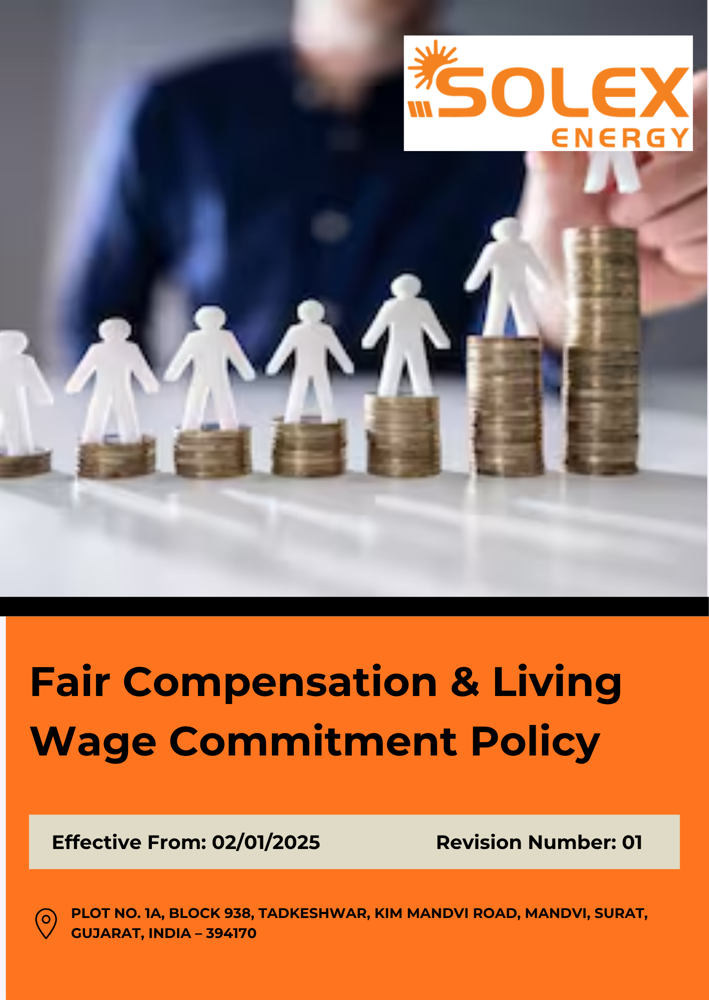 SOLEX
ENERGY
Fair Compensation & Living
Wage Commitment Policy
Effective From: 02/01/2025
Revision Number: 01
PLOT NO. 1A, BLOCK 938, TADKESHWAR, KIM MANDVI ROAD, MANDVI, SURAT,
GUJARAT, INDIA – 394170